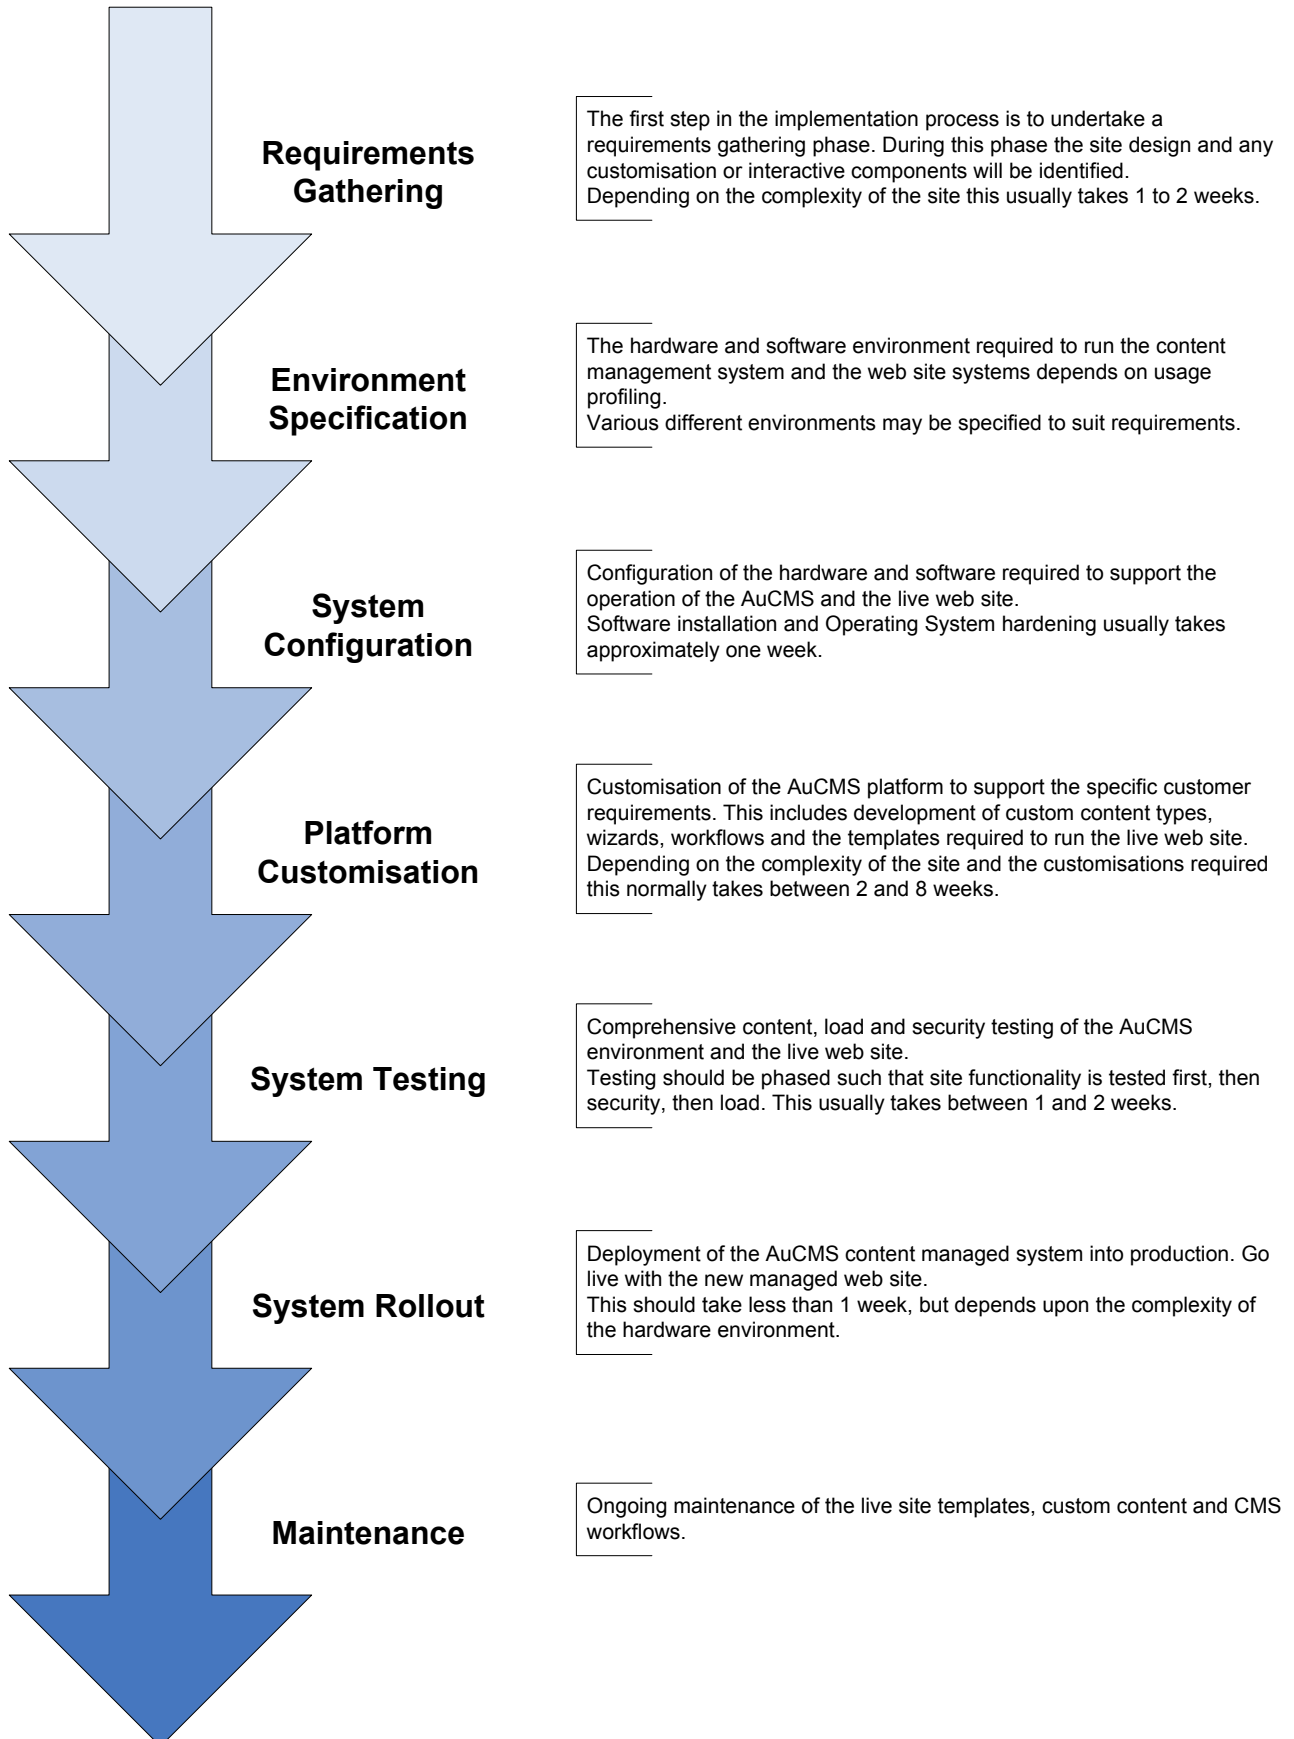 Requirements
Gathering
The first step in the implementation process is to undertake a
requirements gathering phase. During this phase the site design and any
customisation or interactive components will be identified.
Depending on the complexity of the site this usually takes 1 to 2 weeks.
Environment
Specification
The hardware and software environment required to run the content
management system and the web site systems depends on usage
profiling.
Various different environments may be specified to suit requirements.
System
Configuration
Configuration of the hardware and software required to support the
operation of the AuCMS and the live web site.
Software installation and Operating System hardening usually takes
approximately one week.
Platform
Customisation
Customisation of the AuCMS platform to support the specific customer
requirements. This includes development of custom content types,
wizards, workflows and the templates required to run the live web site.
Depending on the complexity of the site and the customisations required
this normally takes between 2 and 8 weeks.
System Testing
Comprehensive content, load and security testing of the AuCMS
environment and the live web site.
Testing should be phased such that site functionality is tested first, then
security, then load. This usually takes between 1 and 2 weeks.
System Rollout
Deployment of the AuCMS content managed system into production. Go
live with the new managed web site.
This should take less than 1 week, but depends upon the complexity of
the hardware environment.
Maintenance
Ongoing maintenance of the live site templates, custom content and CMS
workflows.